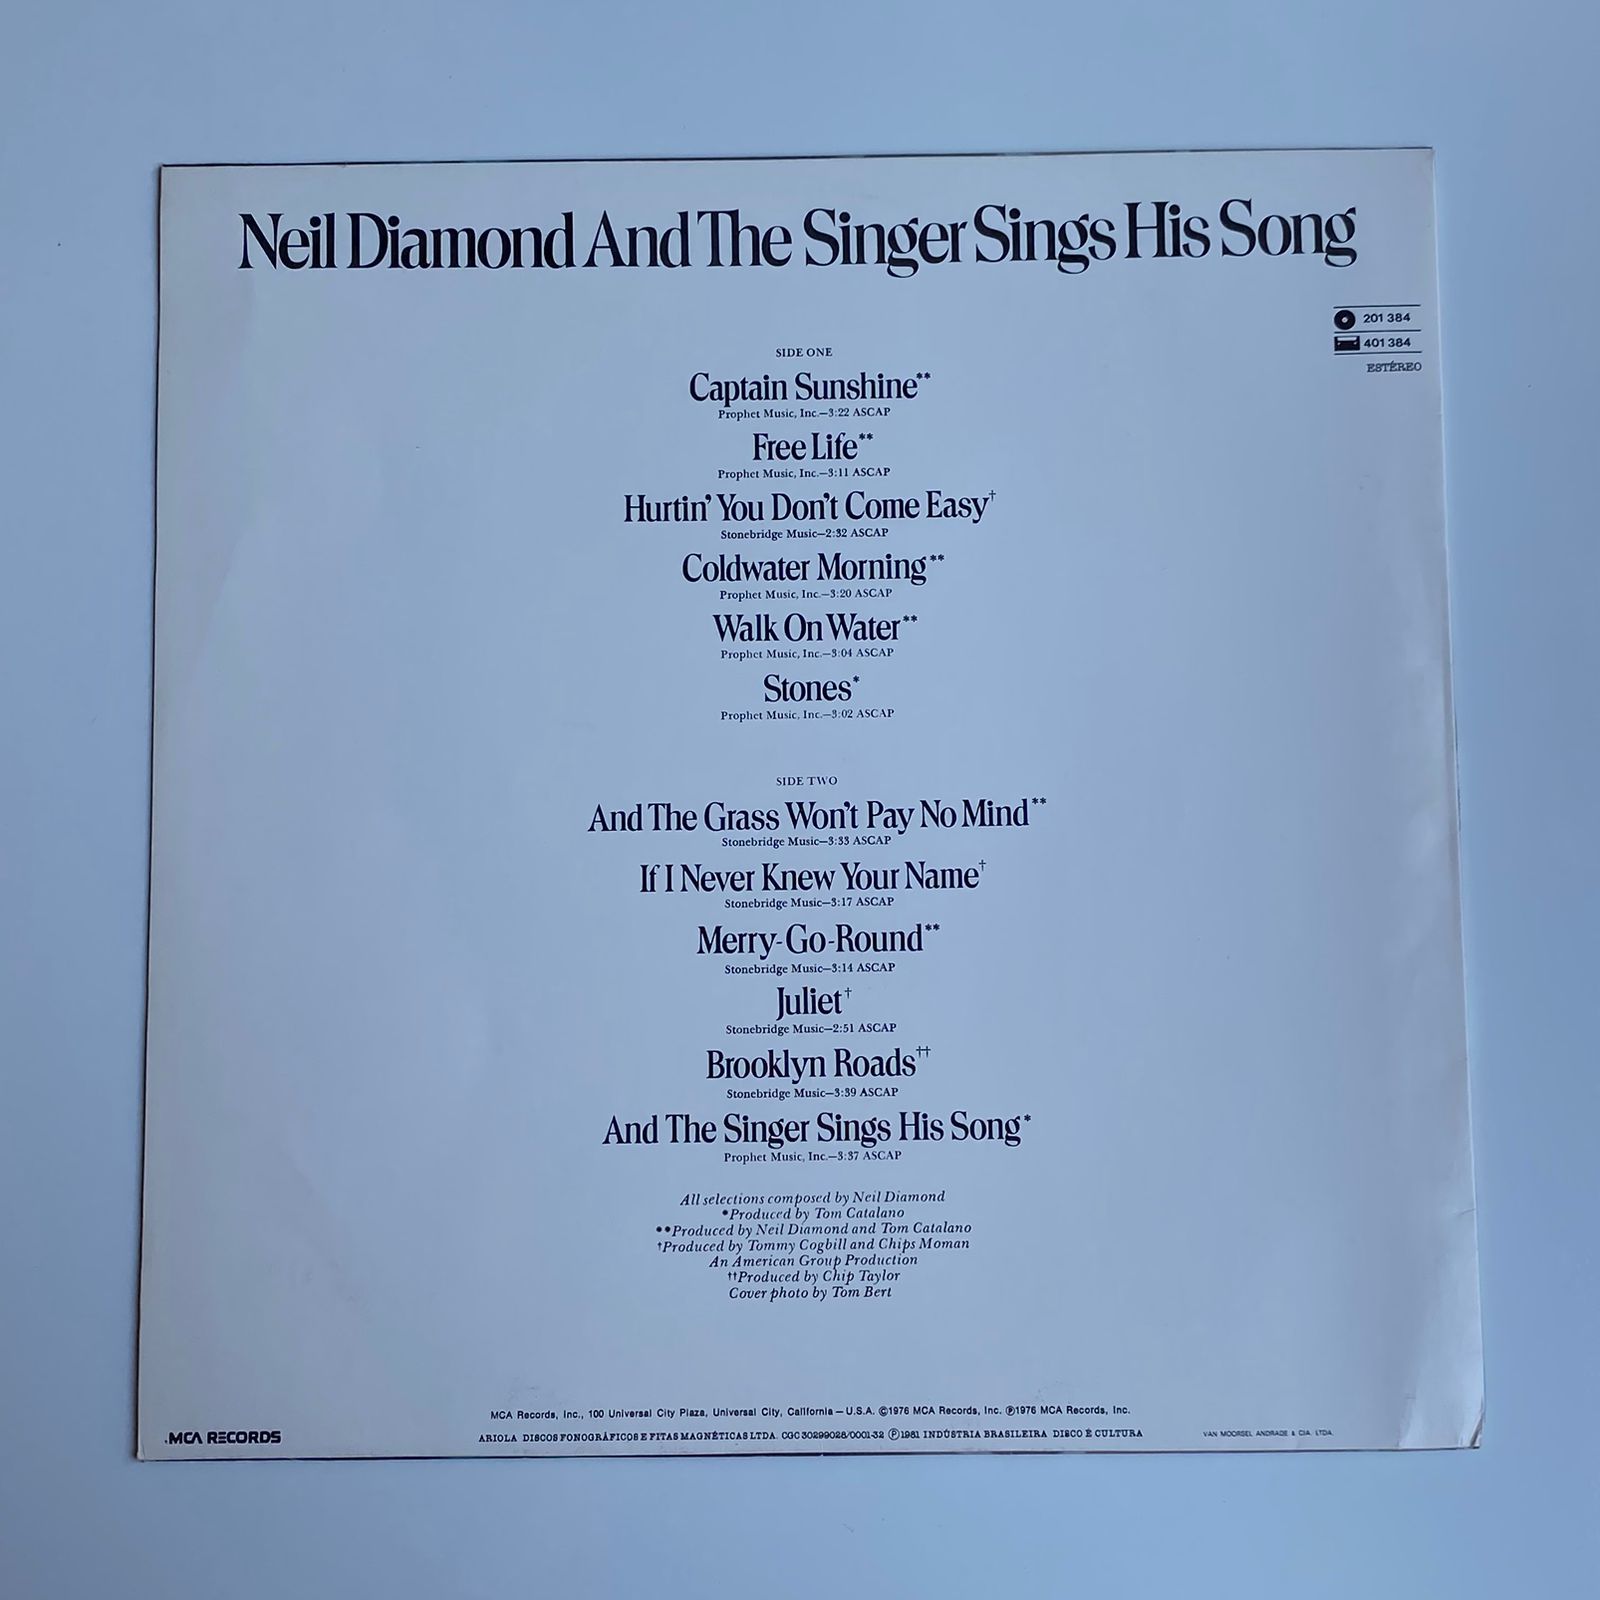 Neil Diamond And The Singer Sings His Song
201 384
401 384
ESTÉREO
SIDE ONE
Captain Sunshine**
Prophet Music, Inc.—3:22 ASCAP
Free Life**
Prophet Music, Inc.—3:11 ASCAP
Hurtin' You Don't Come Easy†
Stonebridge Music—2:32 ASCAP
Coldwater Morning**
Prophet Music, Inc.—3:20 ASCAP
Walk On Water**
Prophet Music, Inc.—3:04 ASCAP
Stones*
Prophet Music, Inc.—3:02 ASCAP
SIDE TWO
And The Grass Won't Pay No Mind**
Stonebridge Music—3:33 ASCAP
If I Never Knew Your Name†
Stonebridge Music—3:17 ASCAP
Merry-Go-Round**
Stonebridge Music—3:14 ASCAP
Juliet†
Stonebridge Music—2:51 ASCAP
Brooklyn Roads††
Stonebridge Music—3:39 ASCAP
And The Singer Sings His Song*
Prophet Music, Inc.—3:37 ASCAP
All selections composed by Neil Diamond
*Produced by Tom Catalano
**Produced by Neil Diamond and Tom Catalano
†Produced by Tommy Cogbill and Chips Moman
An American Group Production
††Produced by Chip Taylor
Cover photo by Tom Bert
MCA Records, Inc., 100 Universal City Plaza, Universal City, California — U.S.A. ©1976 MCA Records, Inc. ℗1976 MCA Records, Inc.
MCA RECORDS
ARIOLA DISCOS FONOGRÁFICOS E FITAS MAGNÉTICAS LTDA. CGC 30299028/0001-32 ℗1981 INDÚSTRIA BRASILEIRA DISCO É CULTURA
VAN MOORSEL ANDRADE & CIA. LTDA.